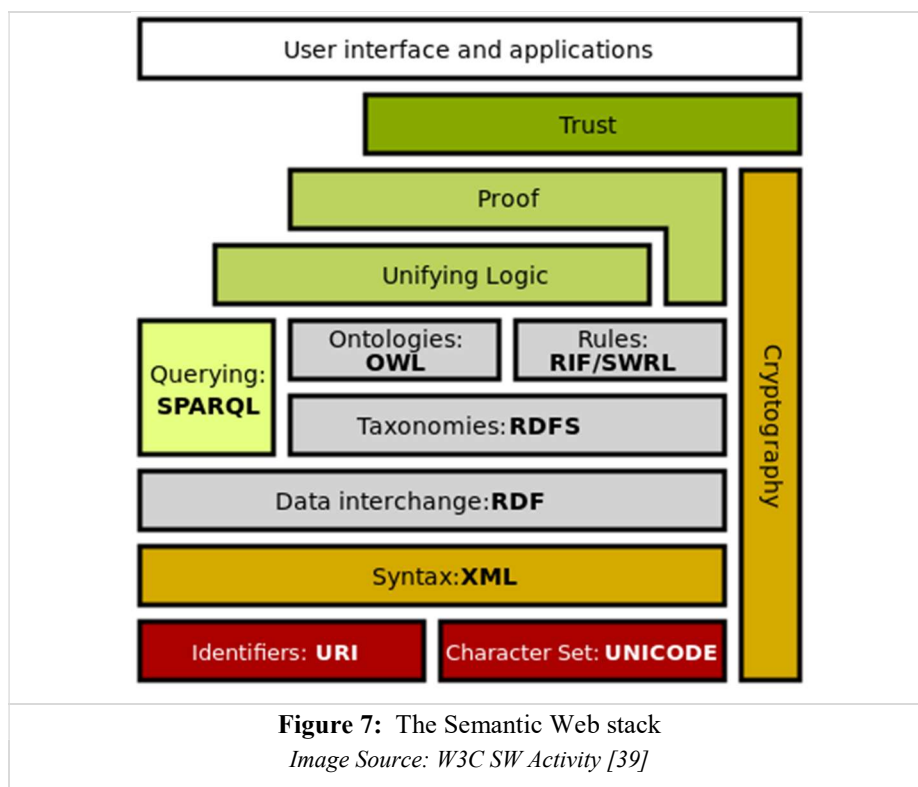 User interface and applications
Trust
Proof
Unifying Logic
Ontologies:
OWL
Rules:
RIF/SWRL
Querying:
SPARQL
Taxonomies:RDFS
Cryptography
Data interchange:RDF
Syntax:XML
Identifiers: URI
Character Set: UNICODE
Figure 7: The Semantic Web stack
Image Source: W3C SW Activity [39]